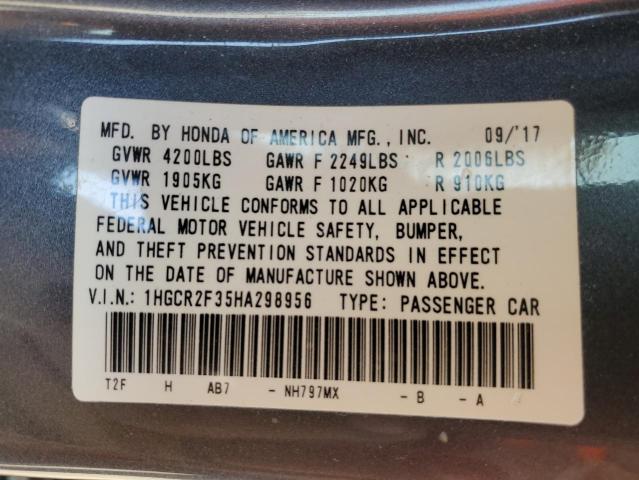 MFD. BY HONDA OF AMERICA MFG., INC. 09/'17
GVWR 4200LBS GAWR F 2249LBS R 2006LBS
GVWR 1905KG GAWR F 1020KG R 910KG
THIS VEHICLE CONFORMS TO ALL APPLICABLE
FEDERAL MOTOR VEHICLE SAFETY, BUMPER,
AND THEFT PREVENTION STANDARDS IN EFFECT
ON THE DATE OF MANUFACTURE SHOWN ABOVE.
V.I.N.: 1HGCR2F35HA298956 TYPE: PASSENGER CAR
T2F H AB7 - NH797MX - B - A